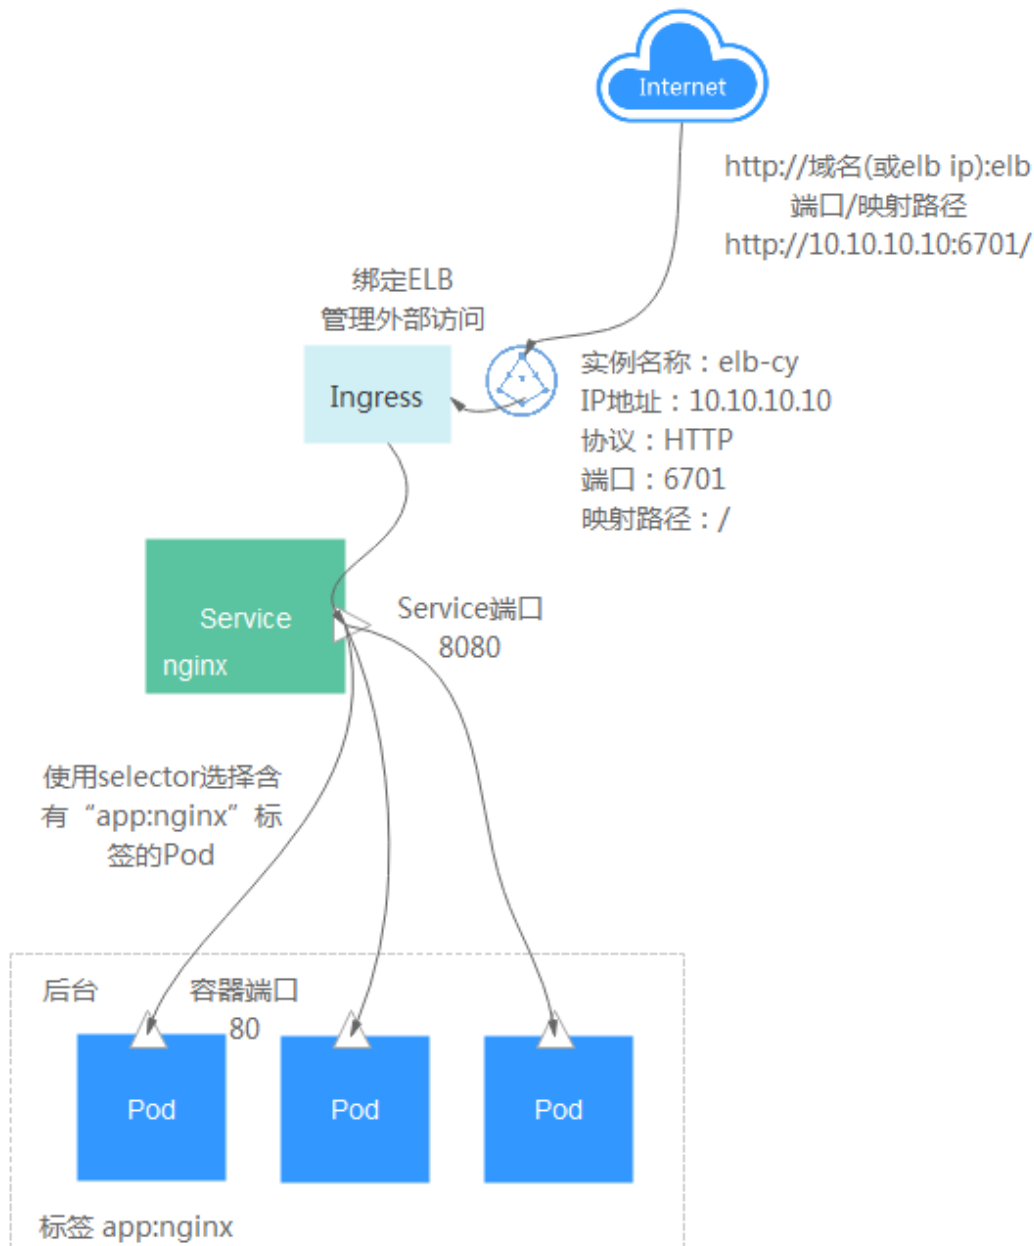 Internet
http://域名(或elb ip):elb
端口/映射路径
http://10.10.10.10:6701/
绑定ELB
管理外部访问
Ingress
实例名称：elb-cy
IP地址：10.10.10.10
协议：HTTP
端口：6701
映射路径：/
Service
nginx
Service端口
8080
使用selector选择含
有“app:nginx”标
签的Pod
后台
容器端口
80
Pod
Pod
Pod
标签 app:nginx